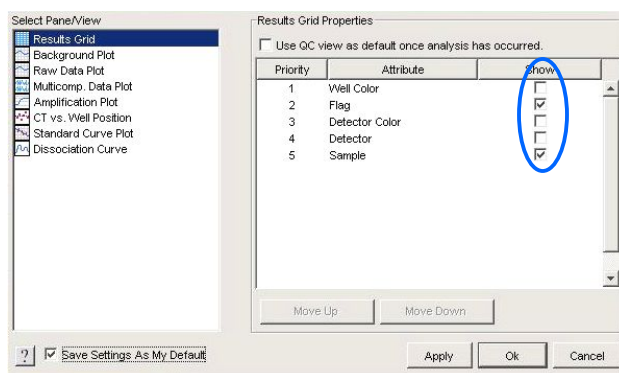 Select Pane/View
Results Grid
Background Plot
Raw Data Plot
Multicomp. Data Plot
Amplification Plot
CT vs. Well Position
Standard Curve Plot
Dissociation Curve
Results Grid Properties
Use QC view as default once analysis has occurred.
Priority Attribute Show
1 Well Color
2 Flag
3 Detector Color
4 Detector
5 Sample
Move Up Move Down
? Save Settings As My Default
Apply Ok Cancel